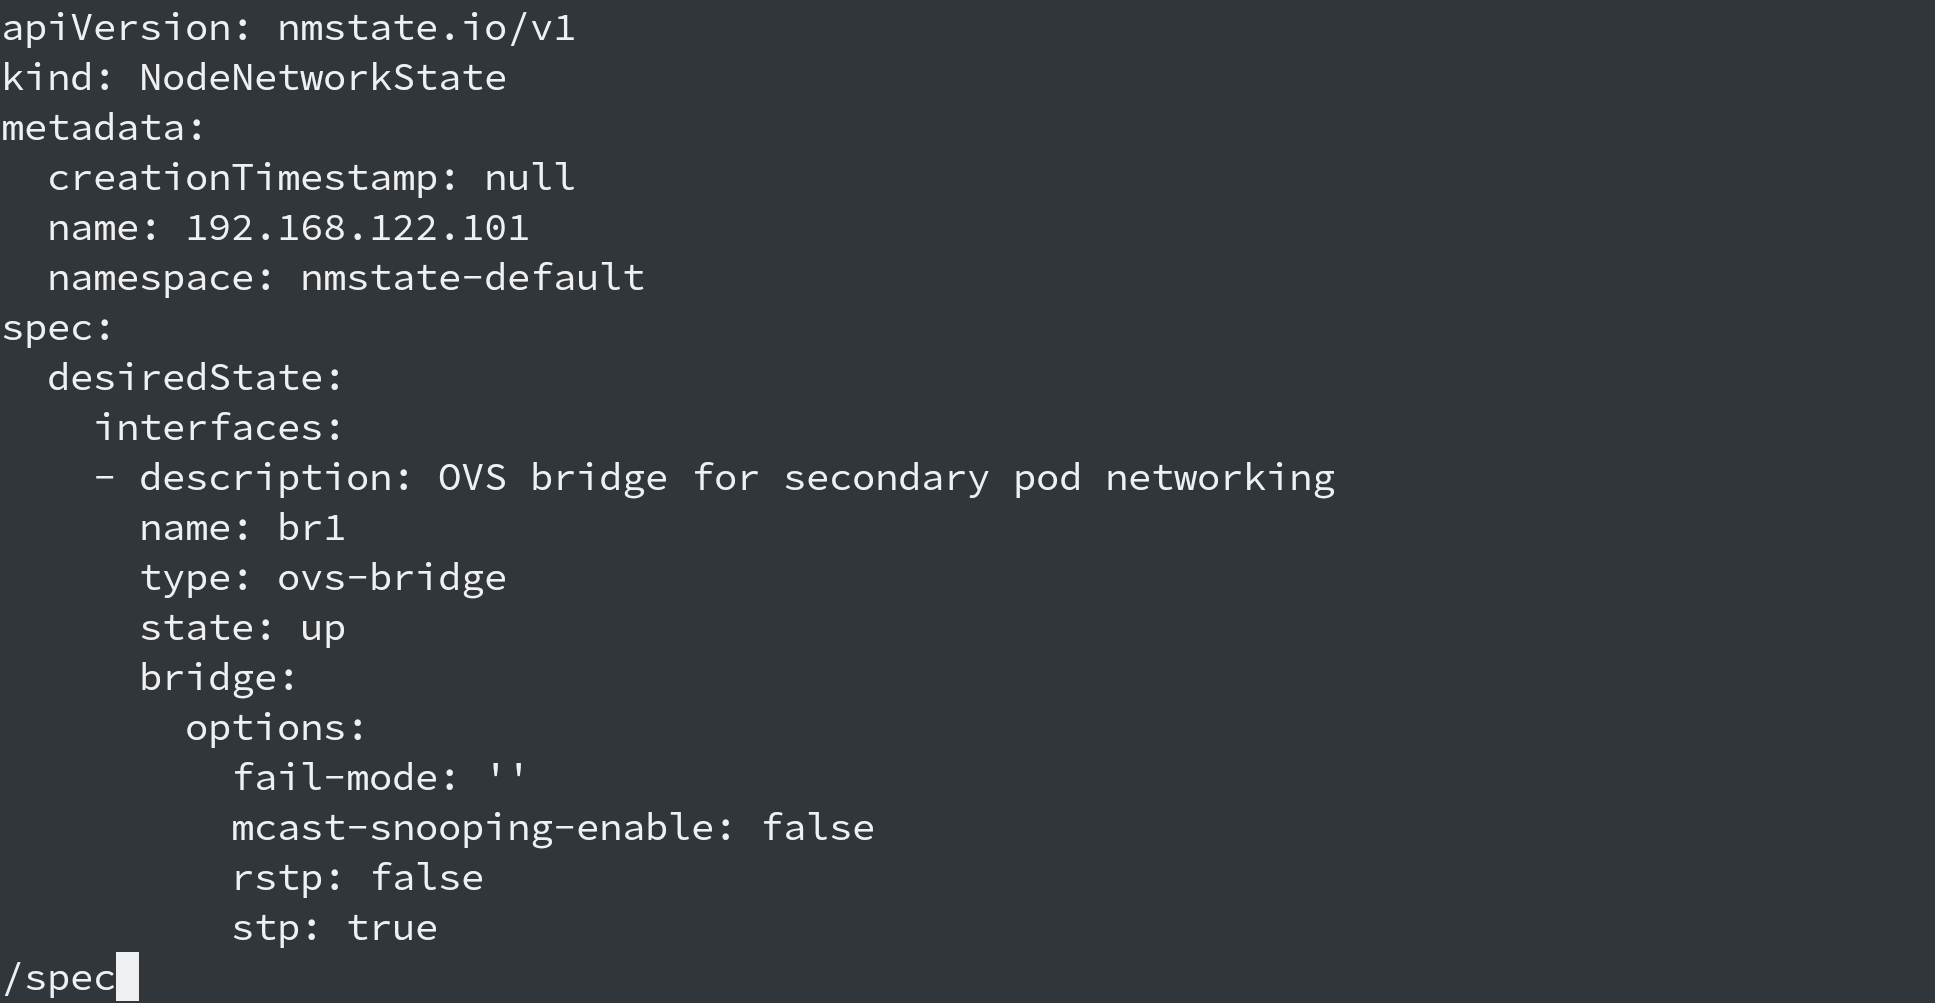 apiVersion: nmstate.io/v1
kind: NodeNetworkState
metadata:
  creationTimestamp: null
  name: 192.168.122.101
  namespace: nmstate-default
spec:
  desiredState:
    interfaces:
    - description: OVS bridge for secondary pod networking
      name: br1
      type: ovs-bridge
      state: up
      bridge:
        options:
          fail-mode: ''
          mcast-snooping-enable: false
          rstp: false
          stp: true
/spec